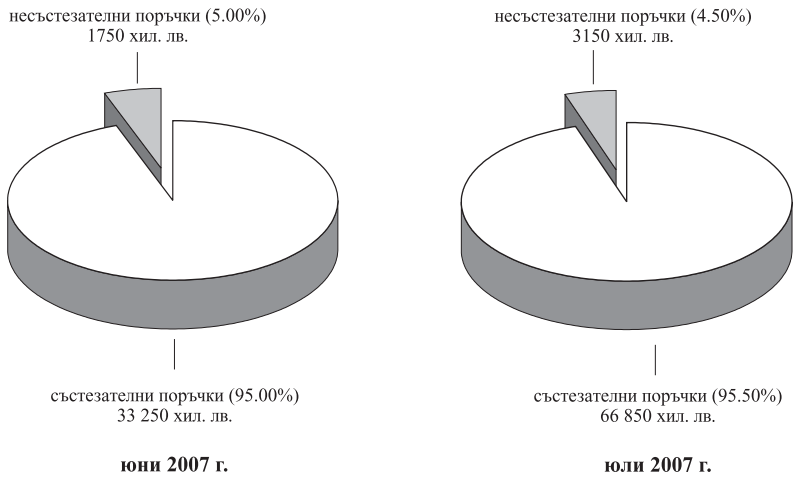 несъстезателни поръчки (5.00%)
1750 хил. лв.
състезателни поръчки (95.00%)
33 250 хил. лв.
юни 2007 г.
несъстезателни поръчки (4.50%)
3150 хил. лв.
състезателни поръчки (95.50%)
66 850 хил. лв.
юли 2007 г.